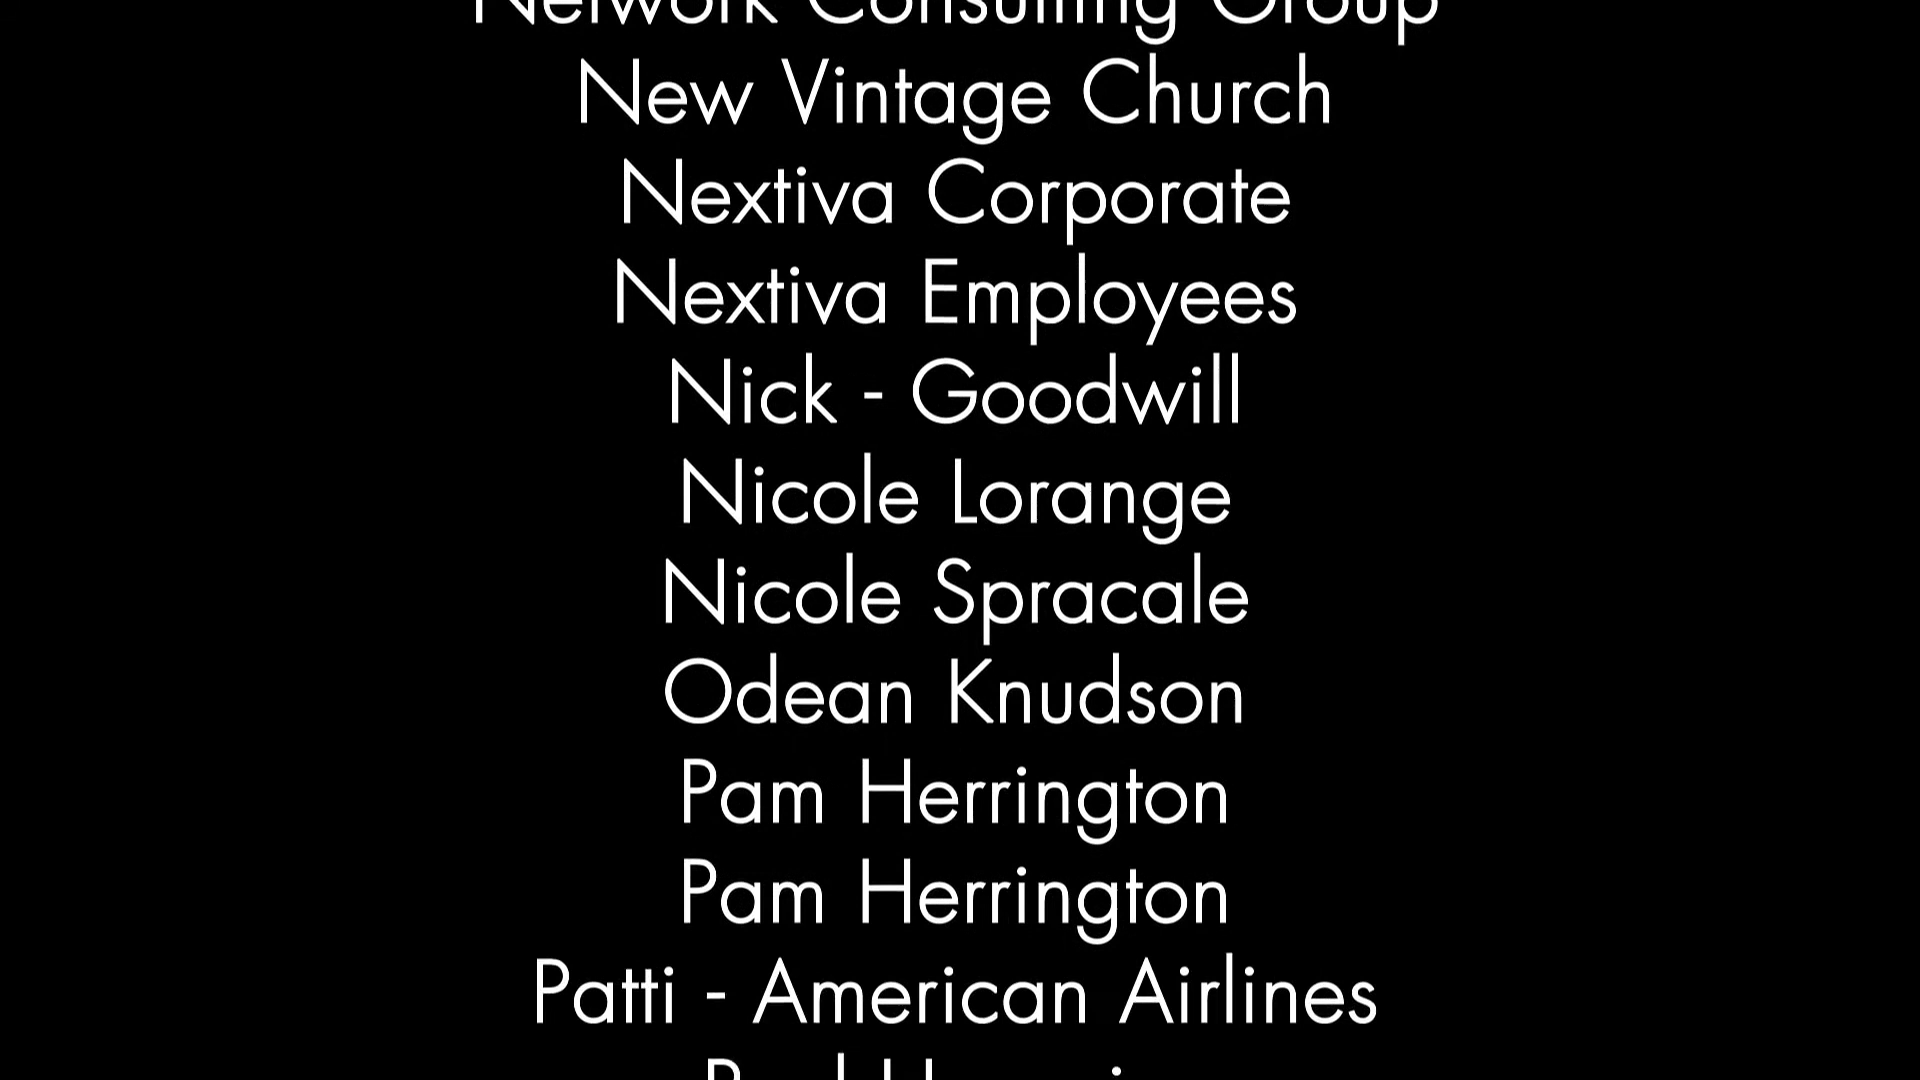 Network Consulting Group
New Vintage Church
Nextiva Corporate
Nextiva Employees
Nick - Goodwill
Nicole Lorange
Nicole Spracale
Odean Knudson
Pam Herrington
Pam Herrington
Patti - American Airlines